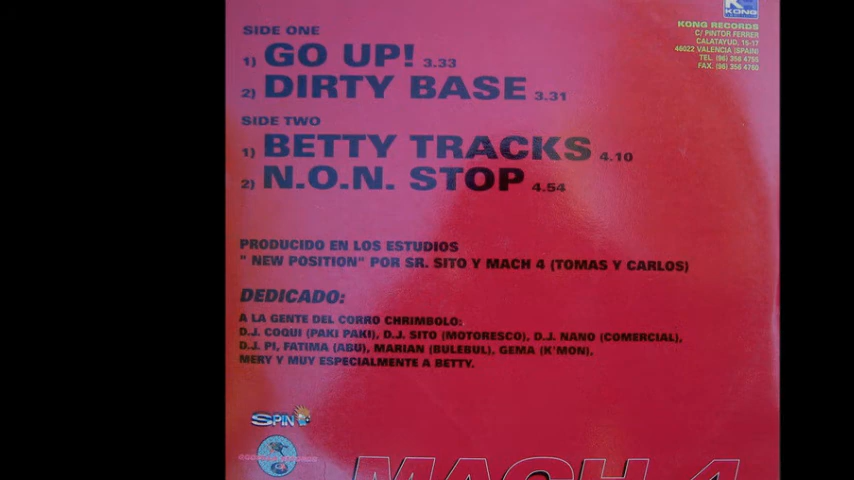 KONG
KONG RECORDS
C/ PINTOR FERRER
CALATAYUD, 15-17
46022 VALENCIA (SPAIN)
TEL. (96) 356 4755
FAX. (96) 356 4760
SIDE ONE
1) GO UP! 3.33
2) DIRTY BASE 3.31
SIDE TWO
1) BETTY TRACKS 4.10
2) N.O.N. STOP 4.54
PRODUCIDO EN LOS ESTUDIOS
" NEW POSITION" POR SR. SITO Y MACH 4 (TOMAS Y CARLOS)
DEDICADO:
A LA GENTE DEL CORRO CHRIMBOLO:
D.J. COQUI (PAKI PAKI), D.J. SITO (MOTORESCO), D.J. NANO (COMERCIAL),
D.J. PI, FATIMA (ABU), MARIAN (BULEBUL), GEMA (K'MON),
MERY Y MUY ESPECIALMENTE A BETTY.
SPIN
MACH 4